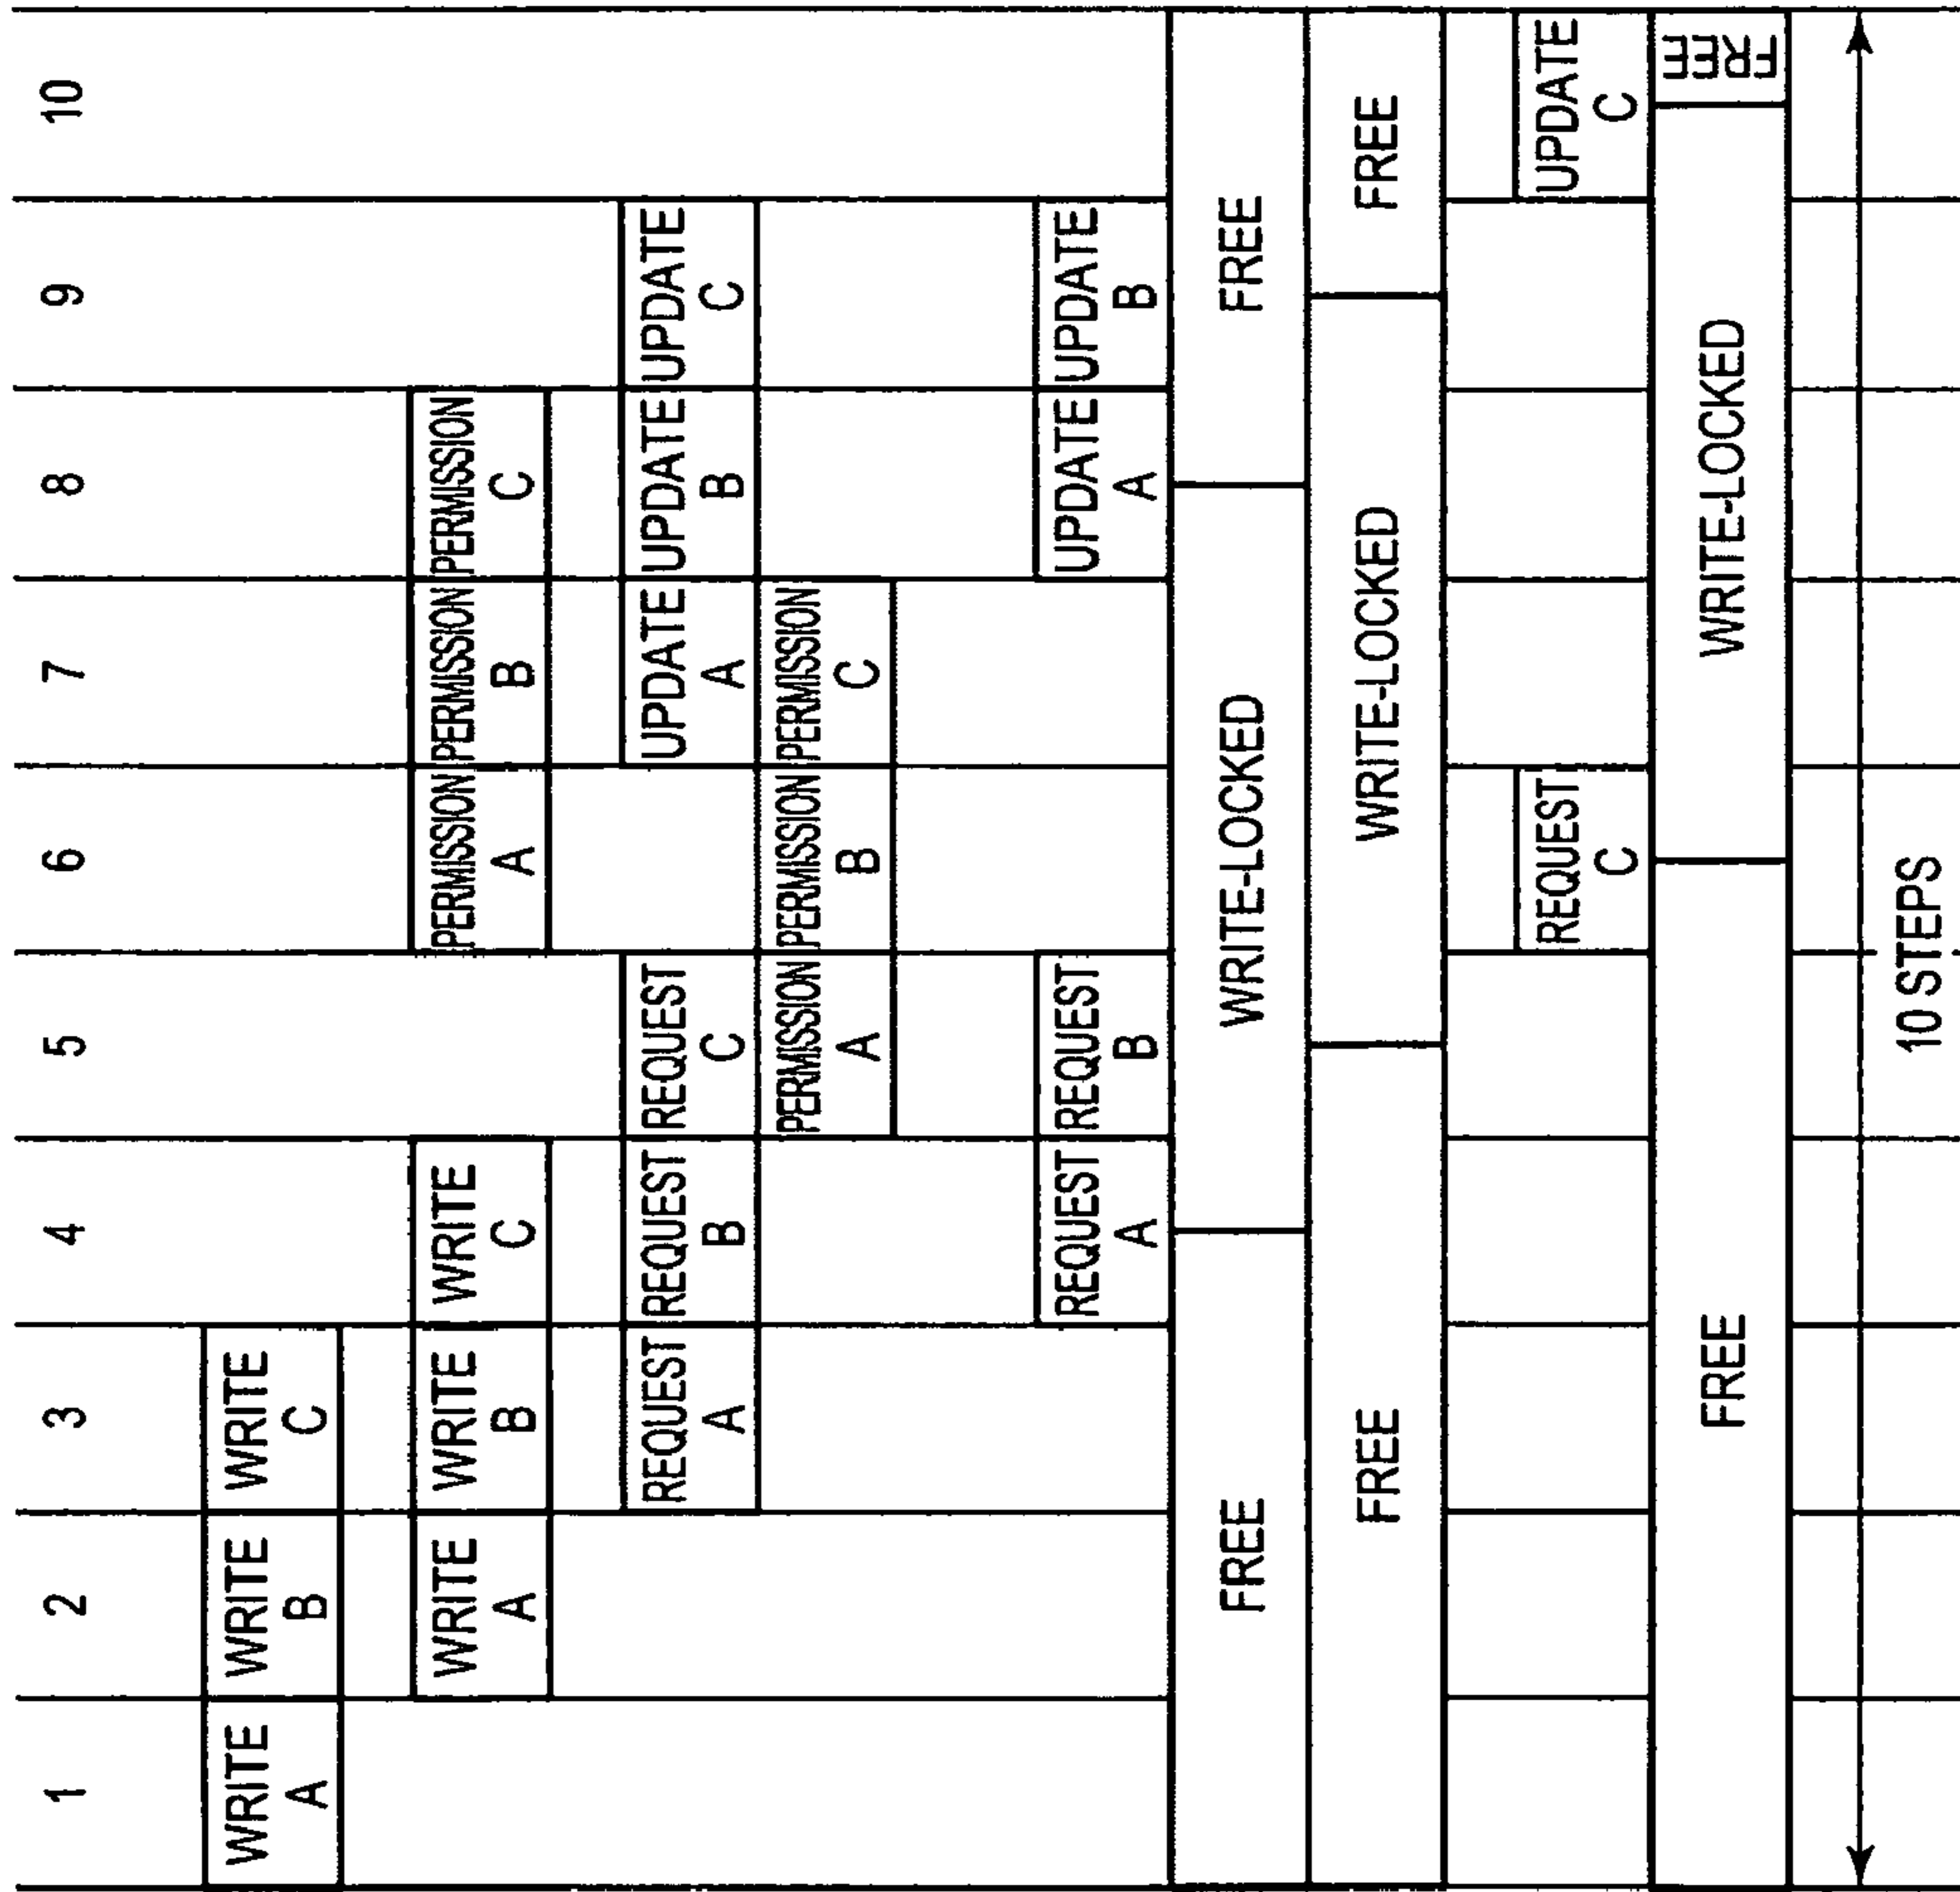 1 2 3 4 5 6 7 8 9 10
WRITE WRITE WRITE
A B C
WRITE WRITE WRITE PERMISSION PERMISSION PERMISSION
A B C A B C
REQUEST REQUEST REQUEST UPDATE UPDATE UPDATE
A B C A B C
PERMISSION PERMISSION PERMISSION
A B C
REQUEST REQUEST UPDATE UPDATE
A B A B
FREE WRITE-LOCKED FREE
FREE WRITE-LOCKED FREE
REQUEST UPDATE
C C
FREE WRITE-LOCKED FREE
10 STEPS